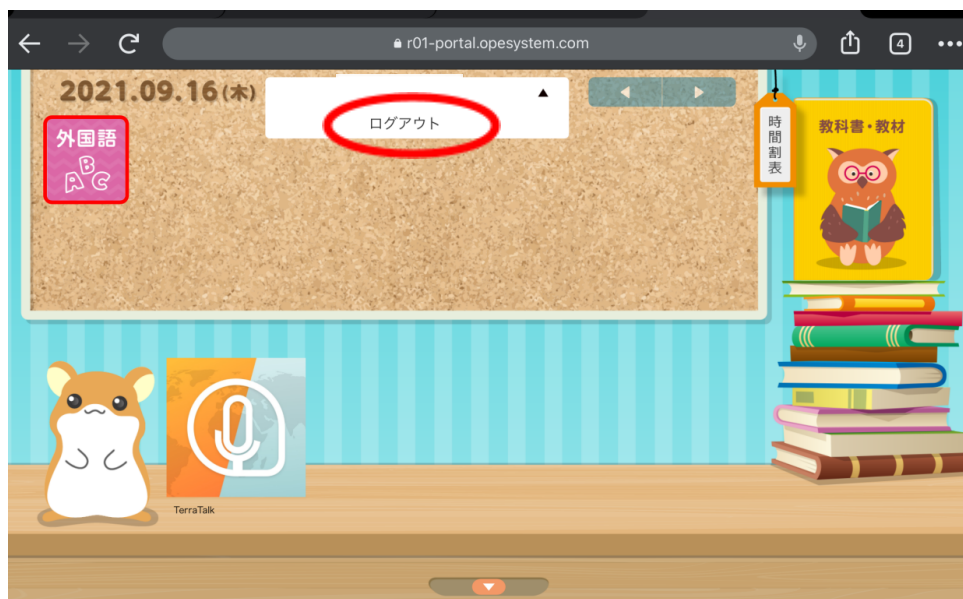 r01-portal.opesystem.com
4
2021.09.16(木)
ログアウト
外国語
B
A C
時間割表
教科書・教材
TerraTalk